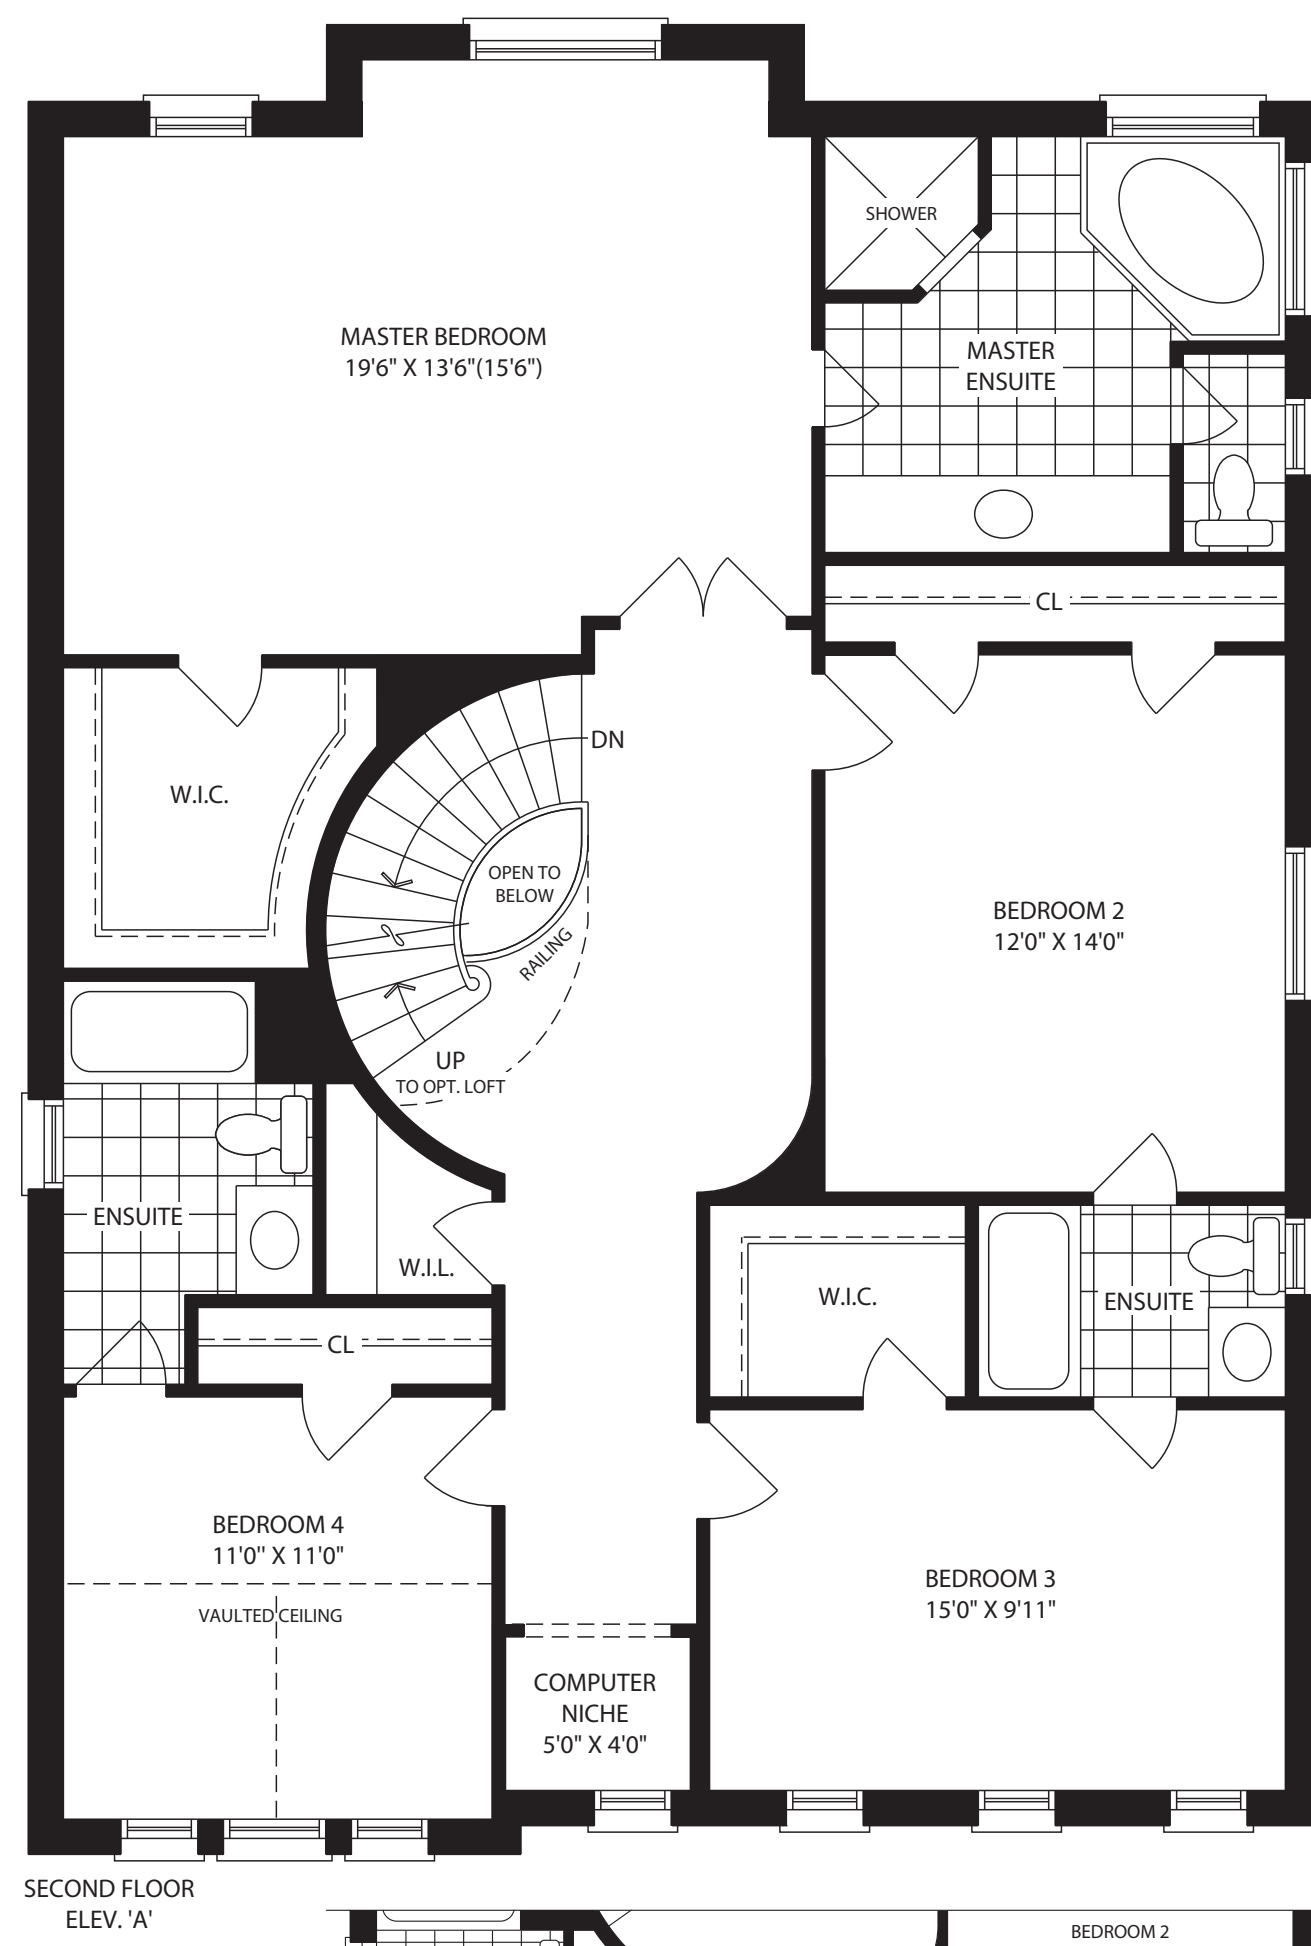 SHOWER
MASTER BEDROOM
19'6" X 13'6"(15'6")
MASTER
ENSUITE
CL
DN
W.I.C.
OPEN TO
BELOW
RAILING
BEDROOM 2
12'0" X 14'0"
UP
TO OPT. LOFT
ENSUITE
W.I.L.
W.I.C.
ENSUITE
CL
BEDROOM 4
11'0" X 11'0"
VAULTED CEILING
BEDROOM 3
15'0" X 9'11"
COMPUTER
NICHE
5'0" X 4'0"
SECOND FLOOR
ELEV. 'A'
BEDROOM 2